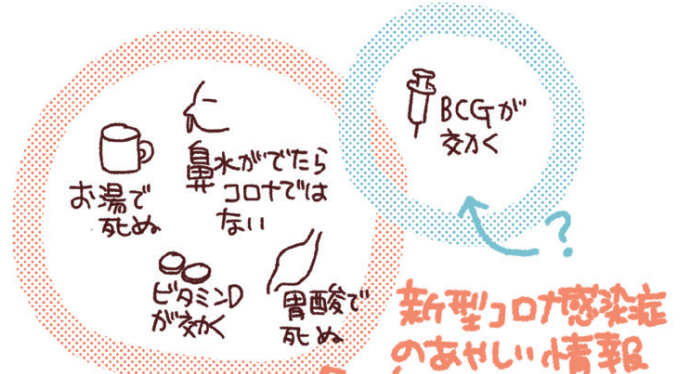 BCGが
効く
鼻水がでたら
コロナでは
ない
お湯で
死ぬ
ビタミンD
が効く
胃酸で
死ぬ
?
新型コロナ感染症
のあやしい情報